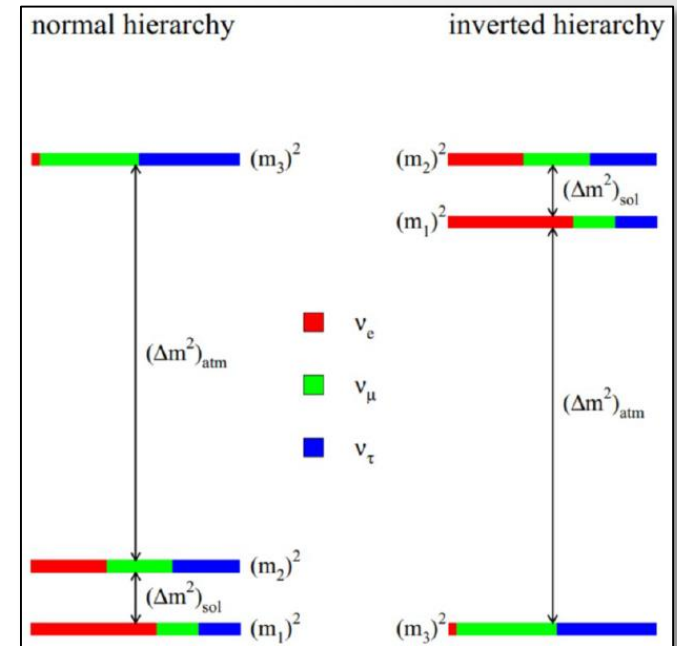 normal hierarchy
inverted hierarchy
(m₃)²
(m₂)²
(Δm²)sol
(m₁)²
(Δm²)atm
νe
νμ
ντ
(Δm²)atm
(m₂)²
(Δm²)sol
(m₁)²
(m₃)²